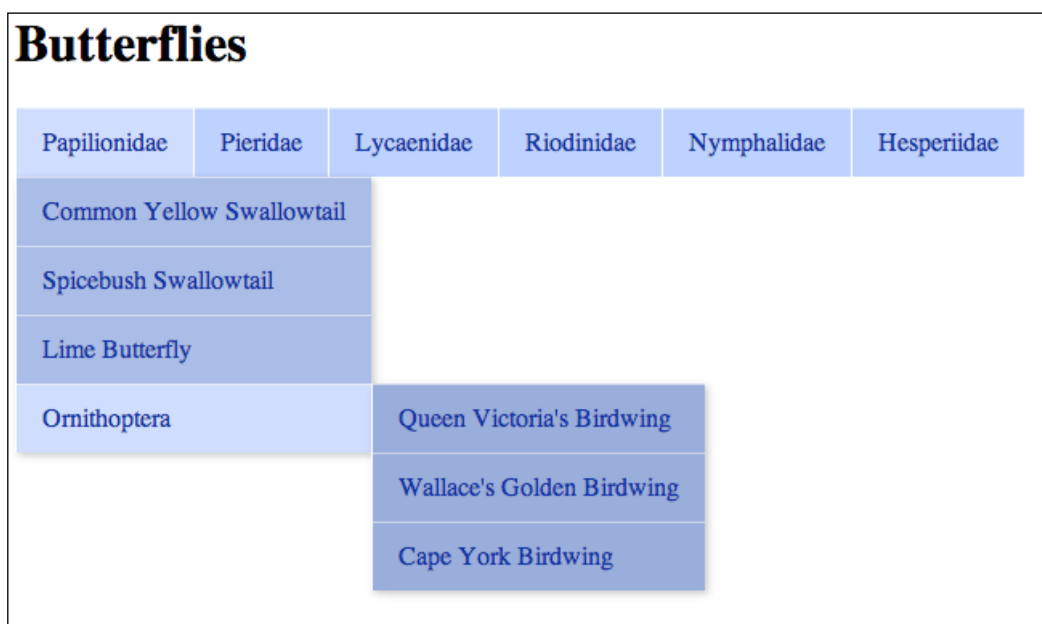 Butterflies
Papilionidae Pieridae Lycaenidae Riodinidae Nymphalidae Hesperiidae
Common Yellow Swallowtail
Spicebush Swallowtail
Lime Butterfly
Ornithoptera Queen Victoria's Birdwing
Wallace's Golden Birdwing
Cape York Birdwing